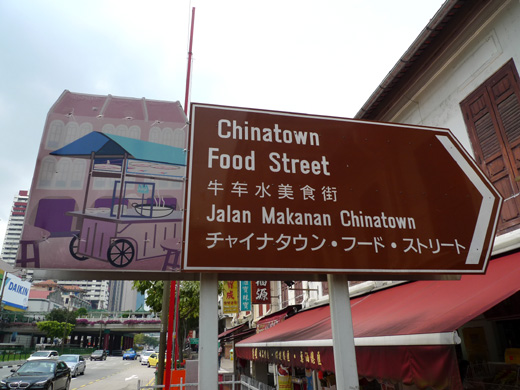 Chinatown
Food Street
牛车水美食街
Jalan Makanan Chinatown
チャイナタウン・フード・ストリート
DAIKIN